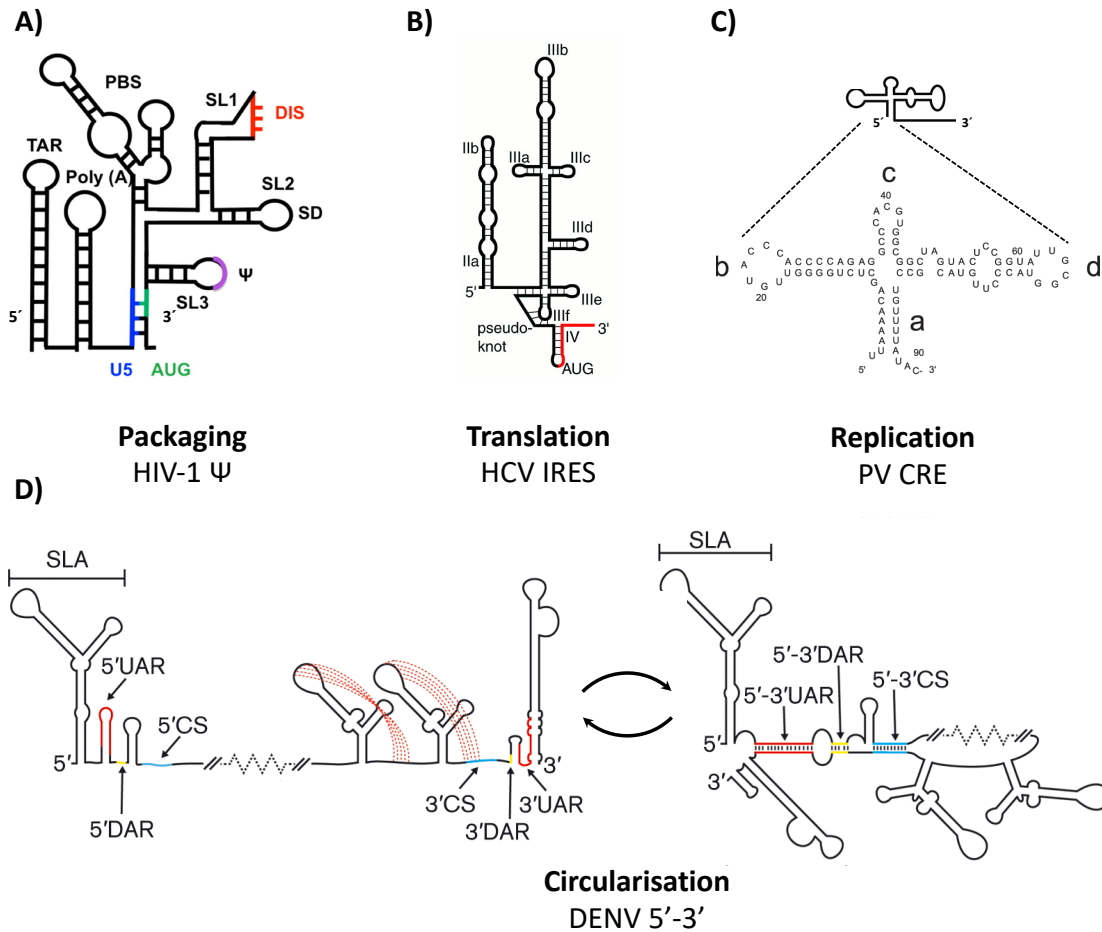 A)
PBS
SL1
DIS
TAR
Poly (A)
SL2
SD
Ψ
SL3
5´
3´
U5
AUG
Packaging
HIV-1 Ψ
B)
IIIb
IIb
IIIa
IIIc
IIId
IIa
5'
IIIe
IIIf
pseudo-
knot
IV
3'
AUG
Translation
HCV IRES
C)
5´
3´
c
40
b
20
60
d
a
90
5'
3'
Replication
PV CRE
D)
SLA
5′UAR
5′CS
5′
5′DAR
3′CS
3′DAR
3′UAR
3′
SLA
5′-3′DAR
5′-3′UAR
5′-3′CS
5′
3′
Circularisation
DENV 5’-3’